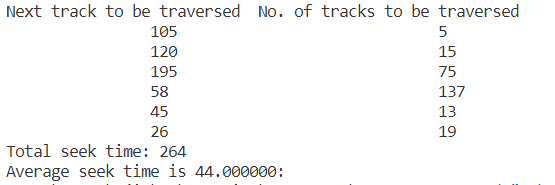 Next track to be traversed  No. of tracks to be traversed
105 5
120 15
195 75
58 137
45 13
26 19
Total seek time: 264
Average seek time is 44.000000: